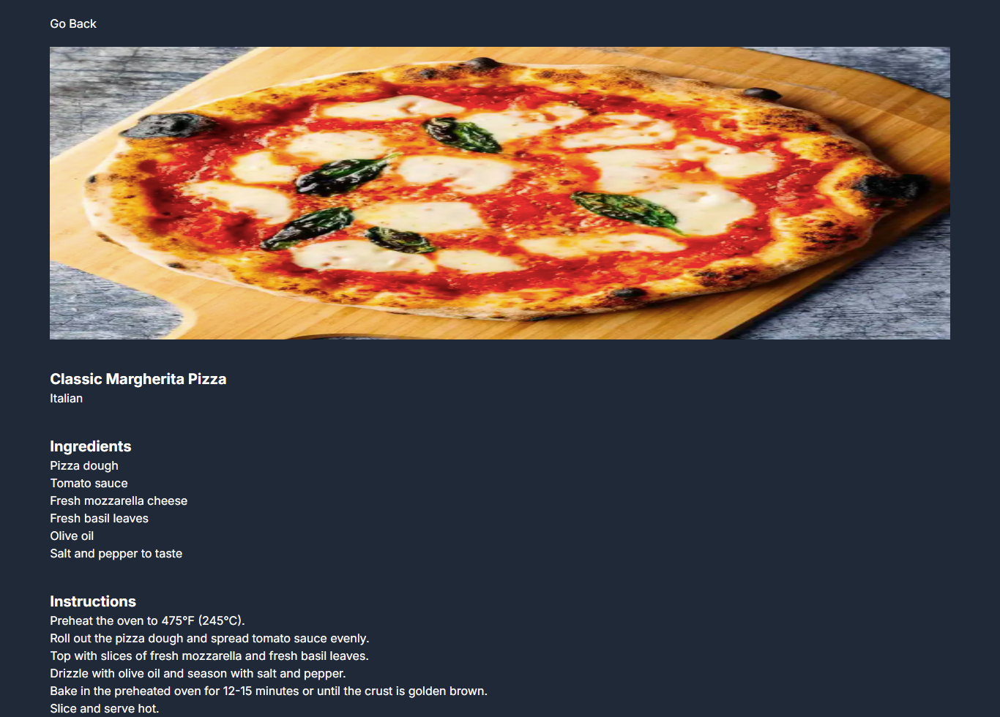 Go Back
Classic Margherita Pizza
Italian
Ingredients
Pizza dough
Tomato sauce
Fresh mozzarella cheese
Fresh basil leaves
Olive oil
Salt and pepper to taste
Instructions
Preheat the oven to 475°F (245°C).
Roll out the pizza dough and spread tomato sauce evenly.
Top with slices of fresh mozzarella and fresh basil leaves.
Drizzle with olive oil and season with salt and pepper.
Bake in the preheated oven for 12-15 minutes or until the crust is golden brown.
Slice and serve hot.